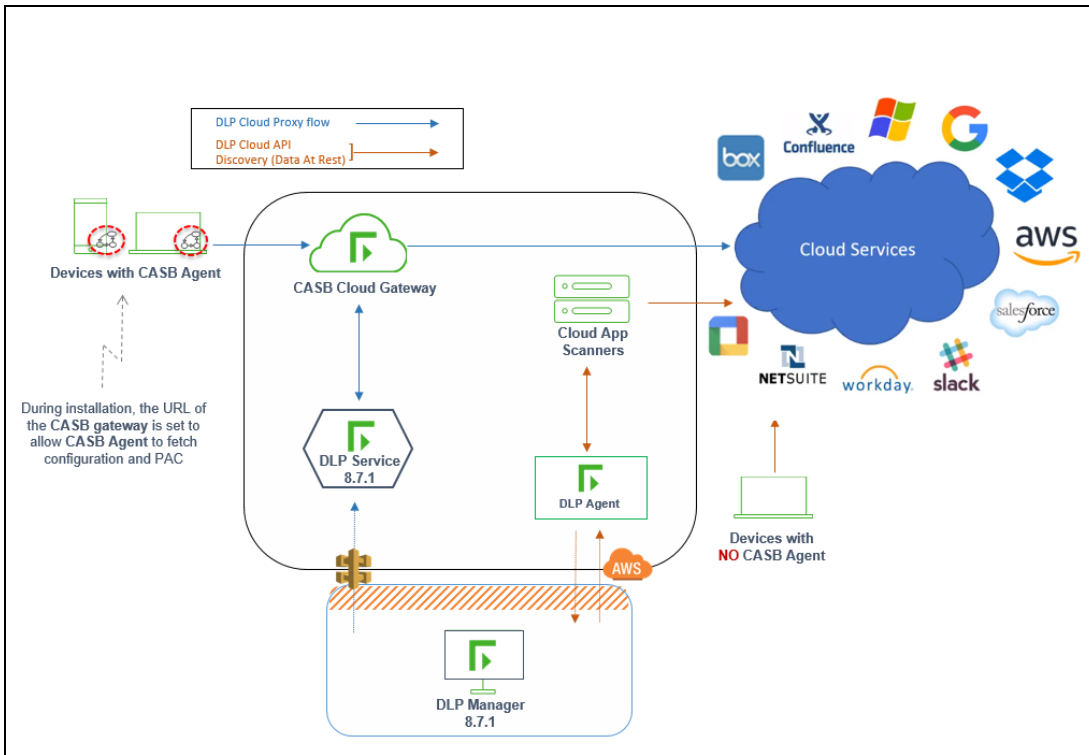 DLP Cloud Proxy flow
DLP Cloud API
Discovery (Data At Rest)
box
Confluence
Cloud Services
aws
salesforce
slack
workday.
NETSUITE
Devices with CASB Agent
CASB Cloud Gateway
Cloud App
Scanners
During installation, the URL of
the CASB gateway is set to
allow CASB Agent to fetch
configuration and PAC
DLP Service
8.7.1
DLP Agent
Devices with
NO CASB Agent
AWS
DLP Manager
8.7.1